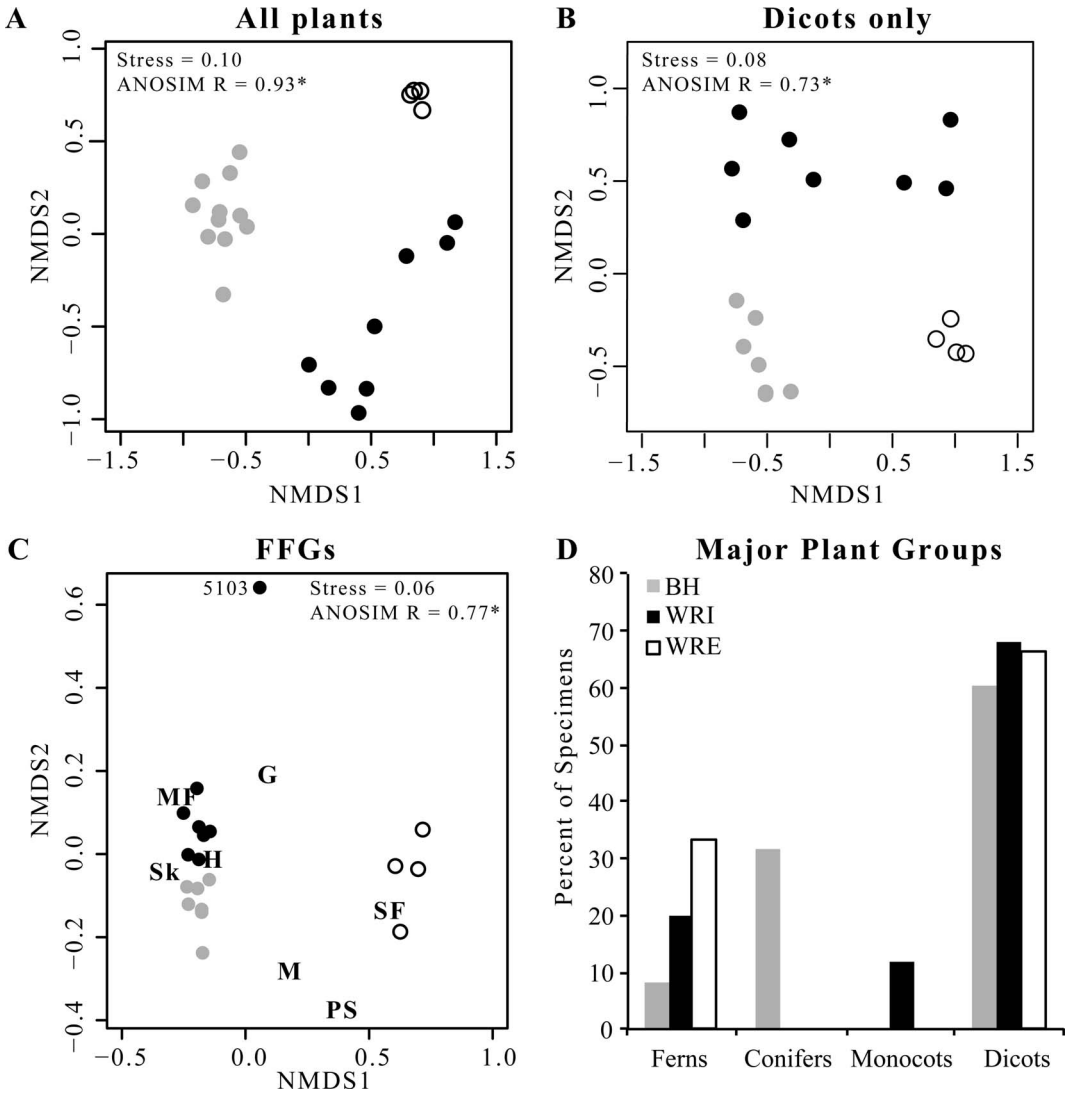 A All plants
Stress = 0.10
ANOSIM R = 0.93*
1.0
0.5
0.0
−0.5
−1.0
NMDS2
−1.5
−0.5
0.5
1.5
NMDS1
B Dicots only
Stress = 0.08
ANOSIM R = 0.73*
1.0
0.5
0.0
−0.5
NMDS2
−1.5
−0.5
0.5
1.5
NMDS1
C FFGs
5103
Stress = 0.06
ANOSIM R = 0.77*
0.6
0.4
0.2
0.0
−0.2
−0.4
NMDS2
G
MF
H
Sk
SF
M
PS
−0.5
0.0
0.5
1.0
NMDS1
D Major Plant Groups
BH
WRI
WRE
80
70
60
50
40
30
20
10
0
Percent of Specimens
Ferns Conifers Monocots Dicots